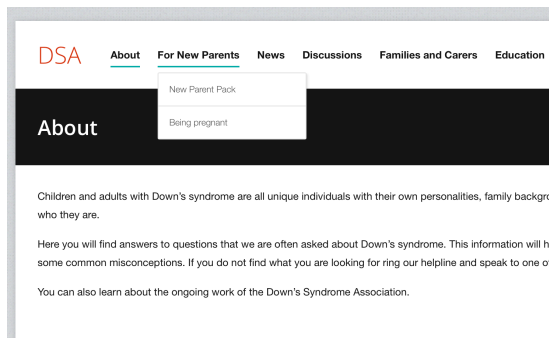 DSA About For New Parents News Discussions Families and Carers Education
New Parent Pack
Being pregnant
About
Children and adults with Down's syndrome are all unique individuals with their own personalities, family
who they are.
Here you will find answers to questions that we are often asked about Down's syndrome. This information will
some common misconceptions. If you do not find what you are looking for ring our helpline and speak to one
You can also learn about the ongoing work of the Down's Syndrome Association.